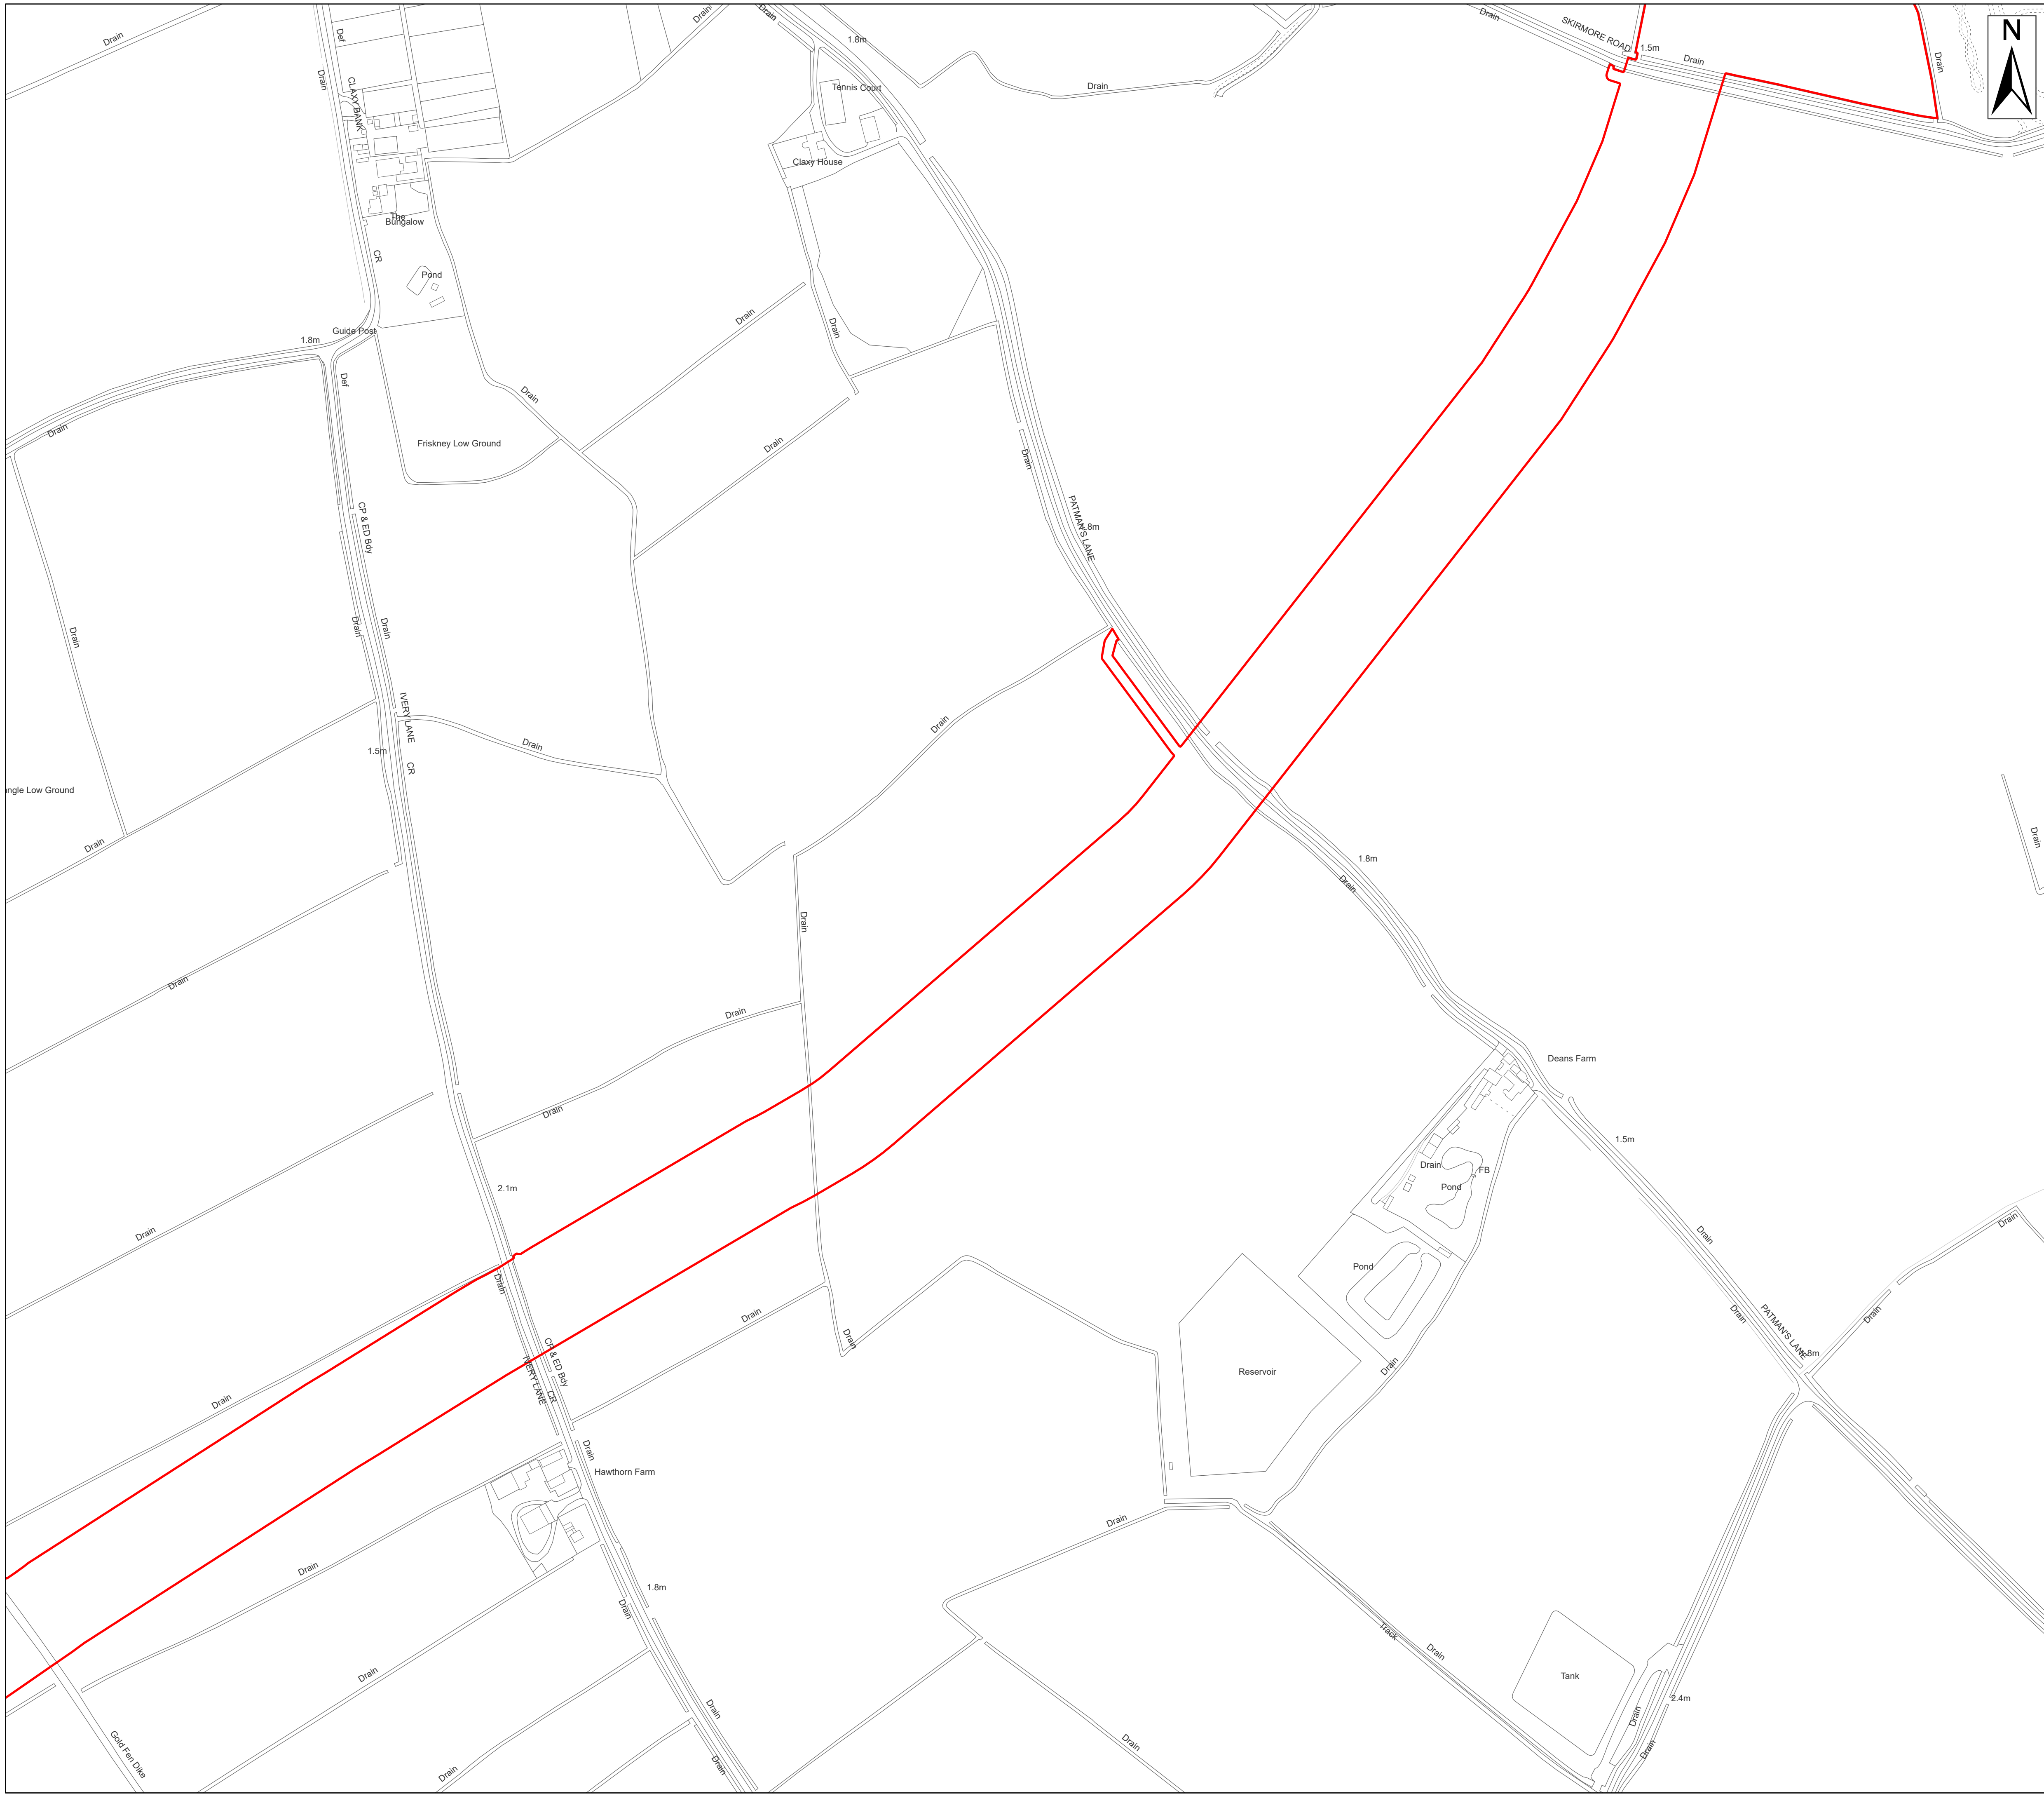 Drain
Def
Drain
Drain
1.8m
Drain
SKIRMORE ROAD
1.5m
Drain
Drain
N
Drain
CLAXY BANK
Tennis Court
Drain
Claxy House
The
Bungalow
CR
Pond
Guide Post
1.8m
Drain
Drain
Def
Drain
Drain
Friskney Low Ground
Drain
Drain
CP & ED Bdy
PATMAN'S LANE
.8m
Drain
Drain
Drain
IVERY LANE
1.5m
CR
Drain
Drain
ngle Low Ground
Drain
Drain
1.8m
Drain
Drain
Drain
Drain
Drain
Deans Farm
1.5m
Drain
FB
Pond
2.1m
Drain
Drain
Drain
Drain
Pond
Drain
Drain
Drain
Drain
PATMAN'S LANE
.8m
CP & ED Bdy
IVERY LANE
CR
Reservoir
Drain
Drain
Drain
Hawthorn Farm
Drain
Drain
1.8m
Drain
Track
Drain
Tank
Drain
2.4m
Drain
Drain
Gold Fen Dike
Drain
Drain
Drain
Drain